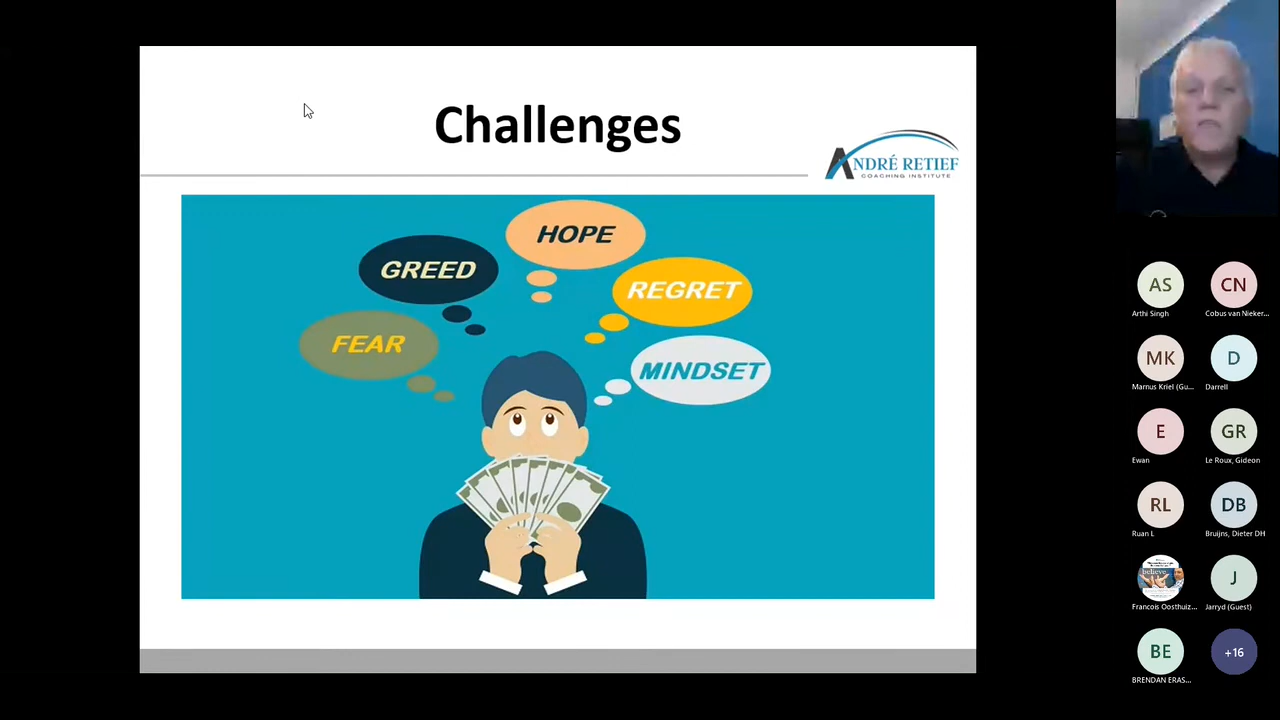 Challenges
ANDRÉ RETIEF
COACHING INSTITUTE
HOPE
GREED
REGRET
FEAR
MINDSET
AS
CN
Arthi Singh
Cobus van Nieker...
MK
D
Marnus Kriel (Gu...
Darrell
E
GR
Ewan
Le Roux, Gideon
RL
DB
Ruan L
Bruijns, Dieter DH
believe
J
Francois Oosthuiz...
Jarryd (Guest)
BE
+16
BRENDAN ERAS...